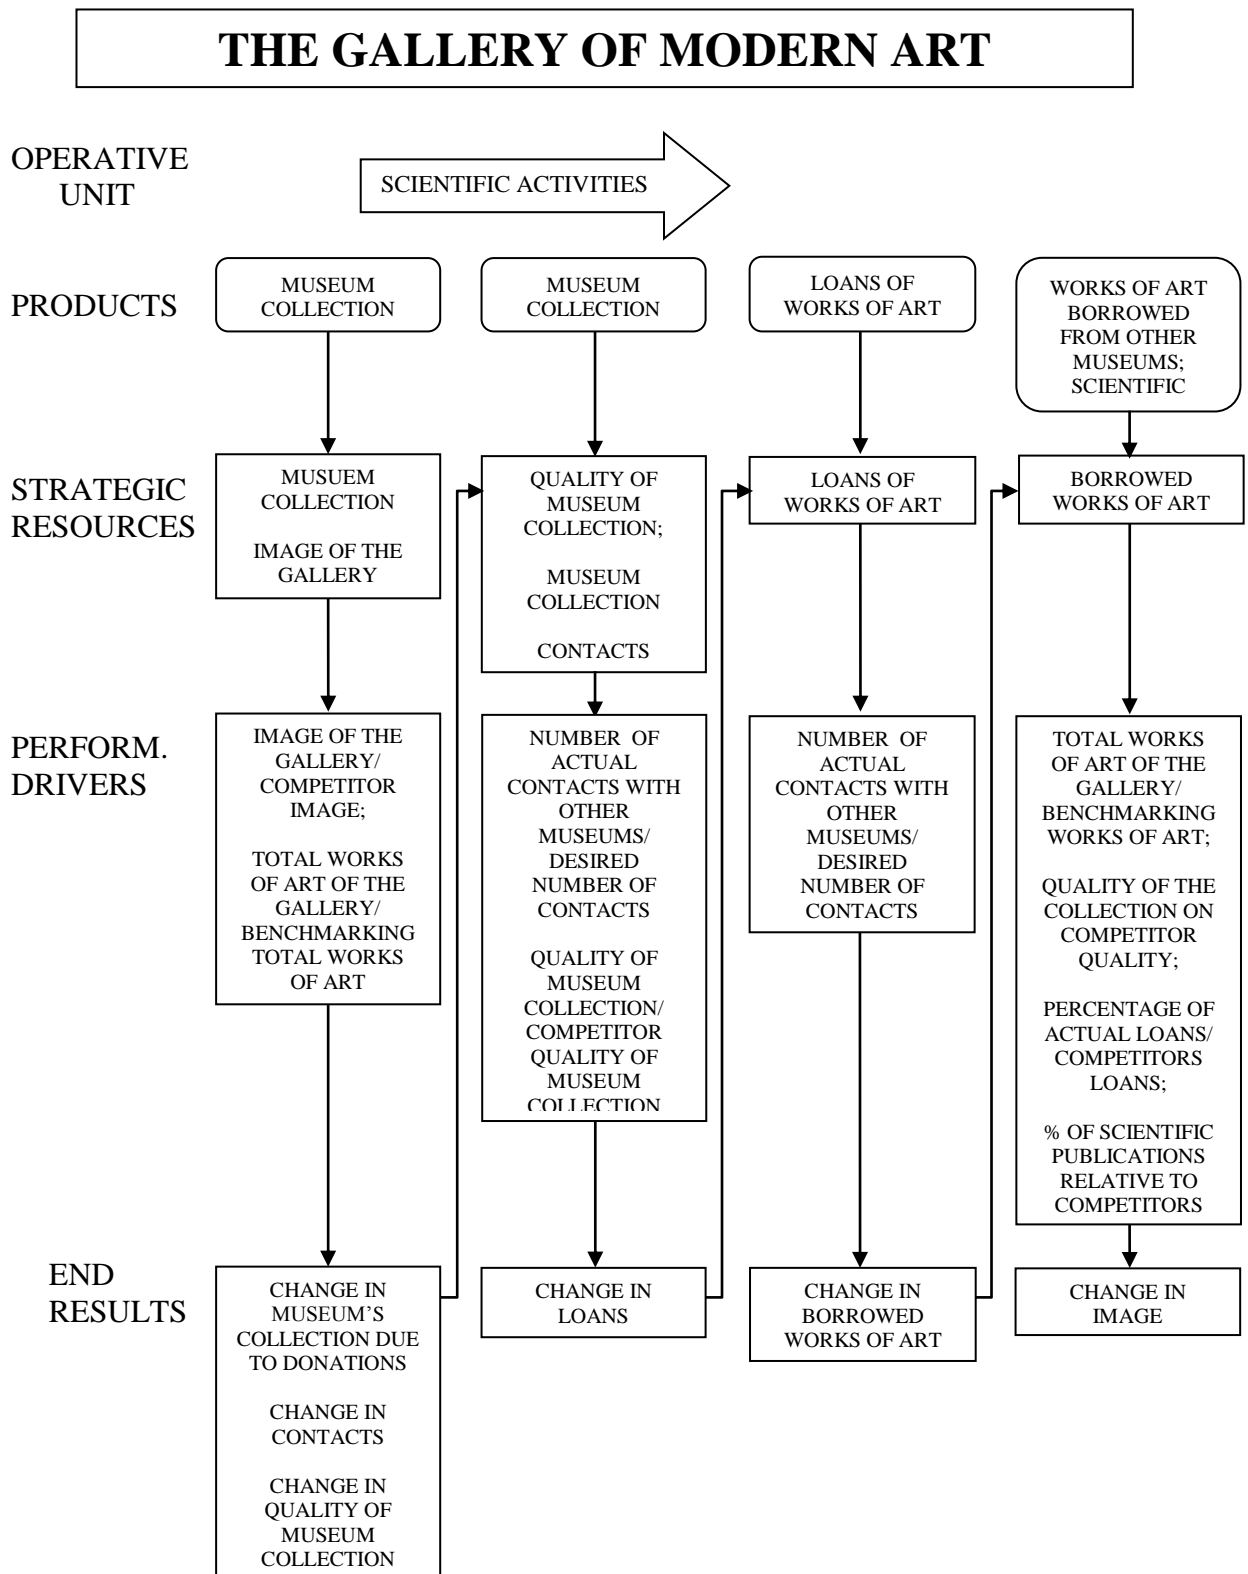 THE GALLERY OF MODERN ART
OPERATIVE
UNIT
SCIENTIFIC ACTIVITIES
PRODUCTS
MUSEUM
COLLECTION
MUSEUM
COLLECTION
LOANS OF
WORKS OF ART
WORKS OF ART
BORROWED
FROM OTHER
MUSEUMS;
SCIENTIFIC
STRATEGIC
RESOURCES
MUSUEM
COLLECTION
IMAGE OF THE
GALLERY
QUALITY OF
MUSEUM
COLLECTION;
MUSEUM
COLLECTION
CONTACTS
LOANS OF
WORKS OF ART
BORROWED
WORKS OF ART
PERFORM.
DRIVERS
IMAGE OF THE
GALLERY/
COMPETITOR
IMAGE;
TOTAL WORKS
OF ART OF THE
GALLERY/
BENCHMARKING
TOTAL WORKS
OF ART
NUMBER OF
ACTUAL
CONTACTS WITH
OTHER
MUSEUMS/
DESIRED
NUMBER OF
CONTACTS
QUALITY OF
MUSEUM
COLLECTION/
COMPETITOR
QUALITY OF
MUSEUM
COLLECTION
NUMBER OF
ACTUAL
CONTACTS WITH
OTHER
MUSEUMS/
DESIRED
NUMBER OF
CONTACTS
TOTAL WORKS
OF ART OF THE
GALLERY/
BENCHMARKING
WORKS OF ART;
QUALITY OF THE
COLLECTION ON
COMPETITOR
QUALITY;
PERCENTAGE OF
ACTUAL LOANS/
COMPETITORS
LOANS;
% OF SCIENTIFIC
PUBLICATIONS
RELATIVE TO
COMPETITORS
END
RESULTS
CHANGE IN
MUSEUM’S
COLLECTION DUE
TO DONATIONS
CHANGE IN
CONTACTS
CHANGE IN
QUALITY OF
MUSEUM
COLLECTION
CHANGE IN
LOANS
CHANGE IN
BORROWED
WORKS OF ART
CHANGE IN
IMAGE